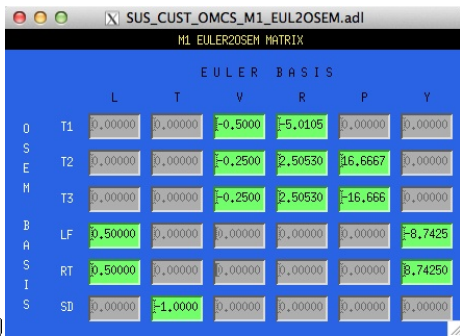 X SUS_CUST_OMCS_M1_EUL2OSEM.adl
M1 EULER2OSEM MATRIX
EULER BASIS
L T V R P Y
OSEM BASIS
T1 0.00000 0.00000 -0.5000 -5.0105 0.00000 0.00000
T2 0.00000 0.00000 -0.2500 2.50530 16.6667 0.00000
T3 0.00000 0.00000 -0.2500 2.50530 -16.666 0.00000
LF 0.50000 0.00000 0.00000 0.00000 0.00000 -8.7425
RT 0.50000 0.00000 0.00000 0.00000 0.00000 8.74250
SD 0.00000 -1.0000 0.00000 0.00000 0.00000 0.00000